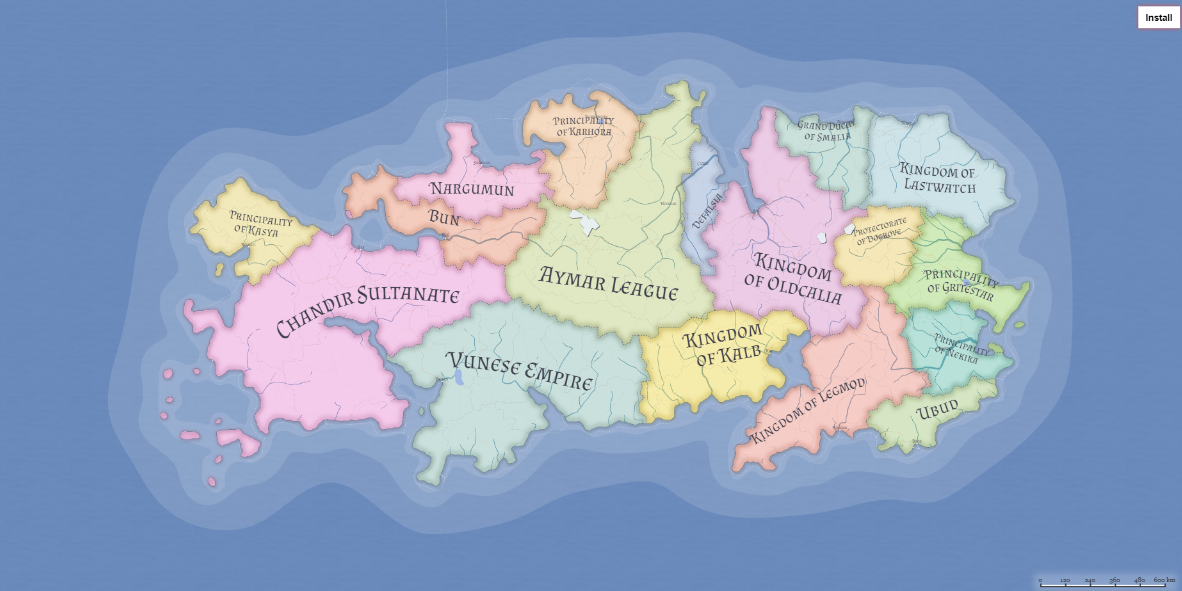 Install
PRINCIPALITY
OF KARHORA
GRAND DUCHY
OF SMALIA
KINGDOM OF
LASTWATCH
NARGUMUN
PRINCIPALITY
OF KASYA
BUN
DEFALSIA
PROTECTORATE
OF BOGROVE
KINGDOM
OF OLDCALIA
AYMAR LEAGUE
PRINCIPALITY
OF GRITESTAR
CHANDIR SULTANATE
KINGDOM
OF KALB
PRINCIPALITY
OF NEKIRA
VUNESE EMPIRE
KINGDOM OF LEGMOD
UBUD
0 120 240 360 480 600 km